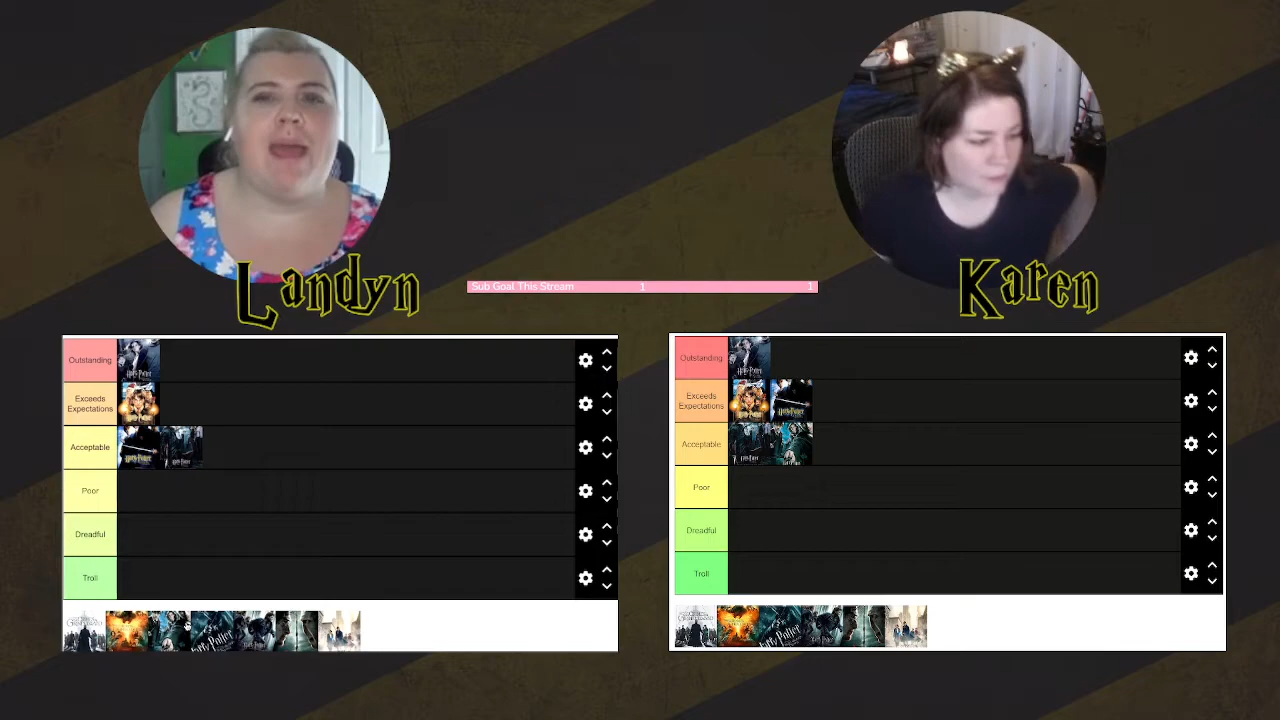 Landyn
Karen
Sub Goal This Stream 1 1
Outstanding
Exceeds
Expectations
Acceptable
Poor
Dreadful
Troll
Outstanding
Exceeds
Expectations
Acceptable
Poor
Dreadful
Troll